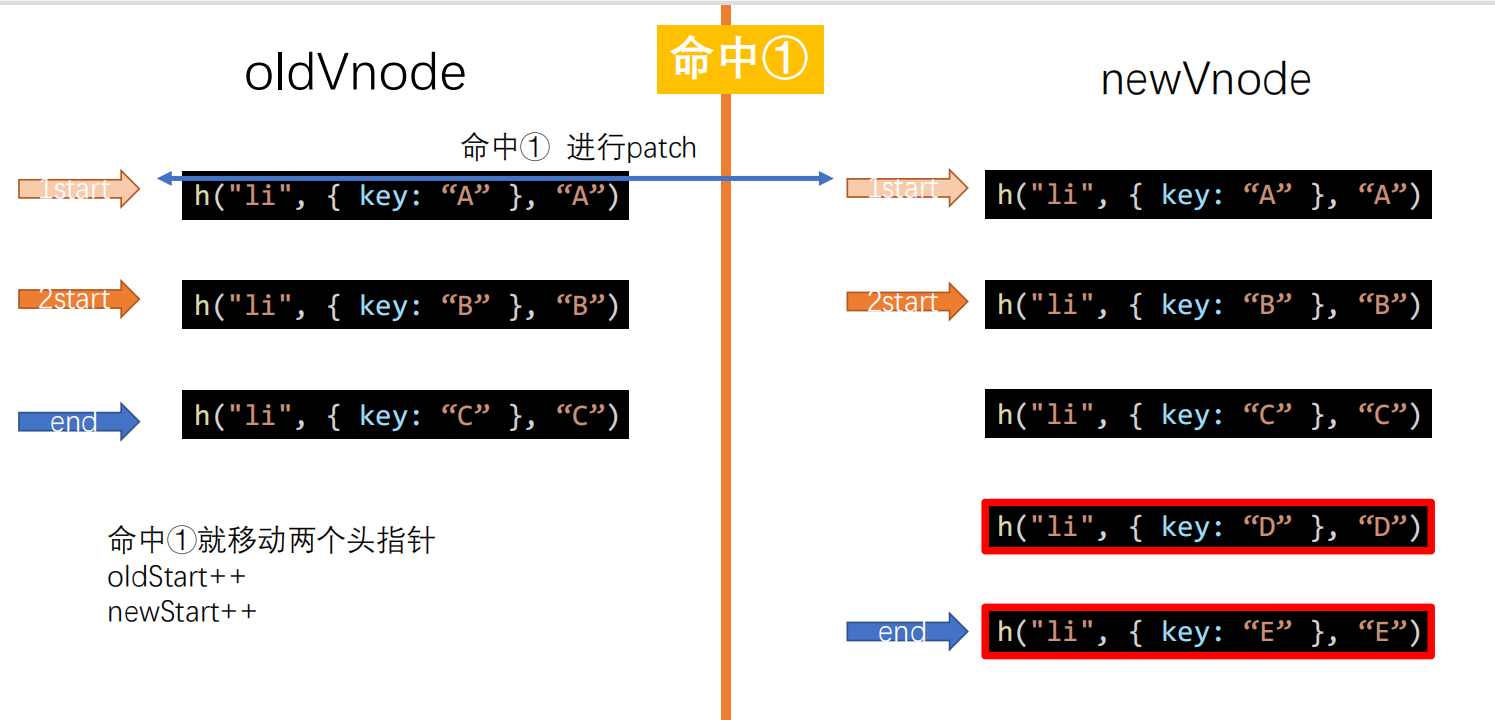 命中①
oldVnode
newVnode
命中① 进行patch
1start
h("li", { key: “A” }, “A”)
1start
h("li", { key: “A” }, “A”)
2start
h("li", { key: “B” }, “B”)
2start
h("li", { key: “B” }, “B”)
end
h("li", { key: “C” }, “C”)
h("li", { key: “C” }, “C”)
h("li", { key: “D” }, “D”)
end
h("li", { key: “E” }, “E”)
命中①就移动两个头指针
oldStart++
newStart++